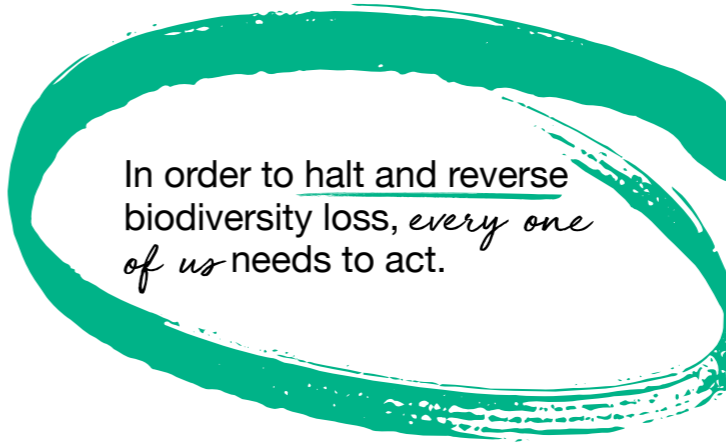 In order to halt and reverse
biodiversity loss, every one
of us needs to act.